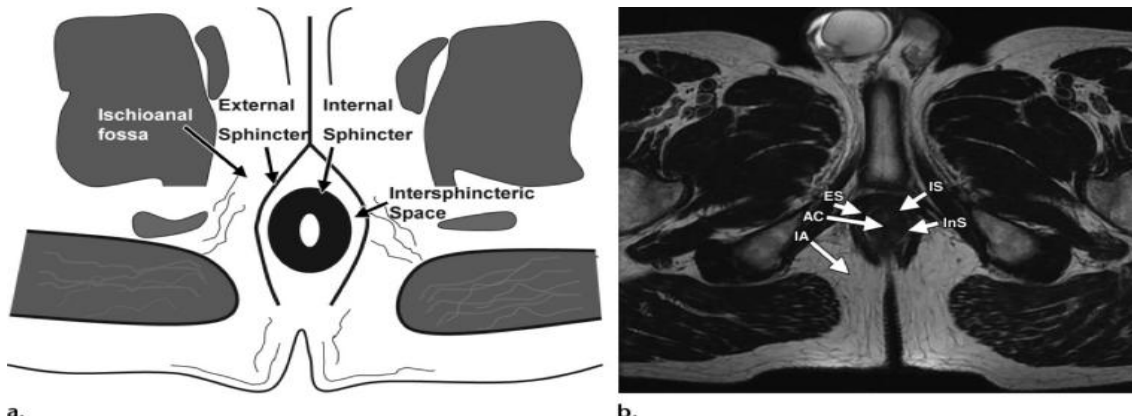 Ischioanal
fossa
External
Sphincter
Internal
Sphincter
Intersphincteric
Space
a.
ES
IS
AC
InS
IA
b.